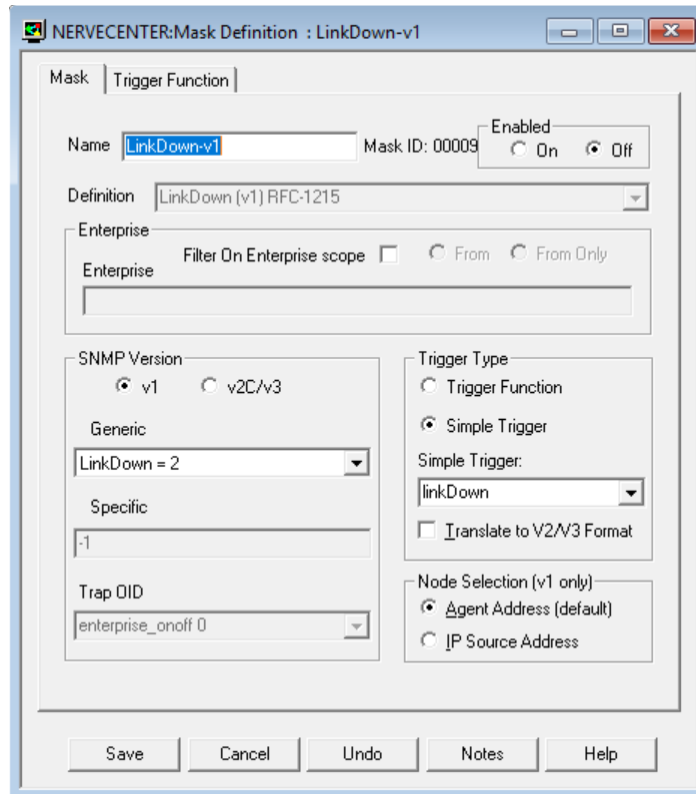 NERVECENTER:Mask Definition : LinkDown-v1
Mask
Trigger Function
Name LinkDown-v1 Mask ID: 00009
Enabled
On Off
Definition LinkDown (v1) RFC-1215
Enterprise
Filter On Enterprise scope From From Only
Enterprise
SNMP Version
v1 v2C/v3
Generic
LinkDown = 2
Specific
-1
Trap OID
enterprise_onoff 0
Trigger Type
Trigger Function
Simple Trigger
Simple Trigger:
linkDown
Translate to V2/V3 Format
Node Selection (v1 only)
Agent Address (default)
IP Source Address
Save Cancel Undo Notes Help